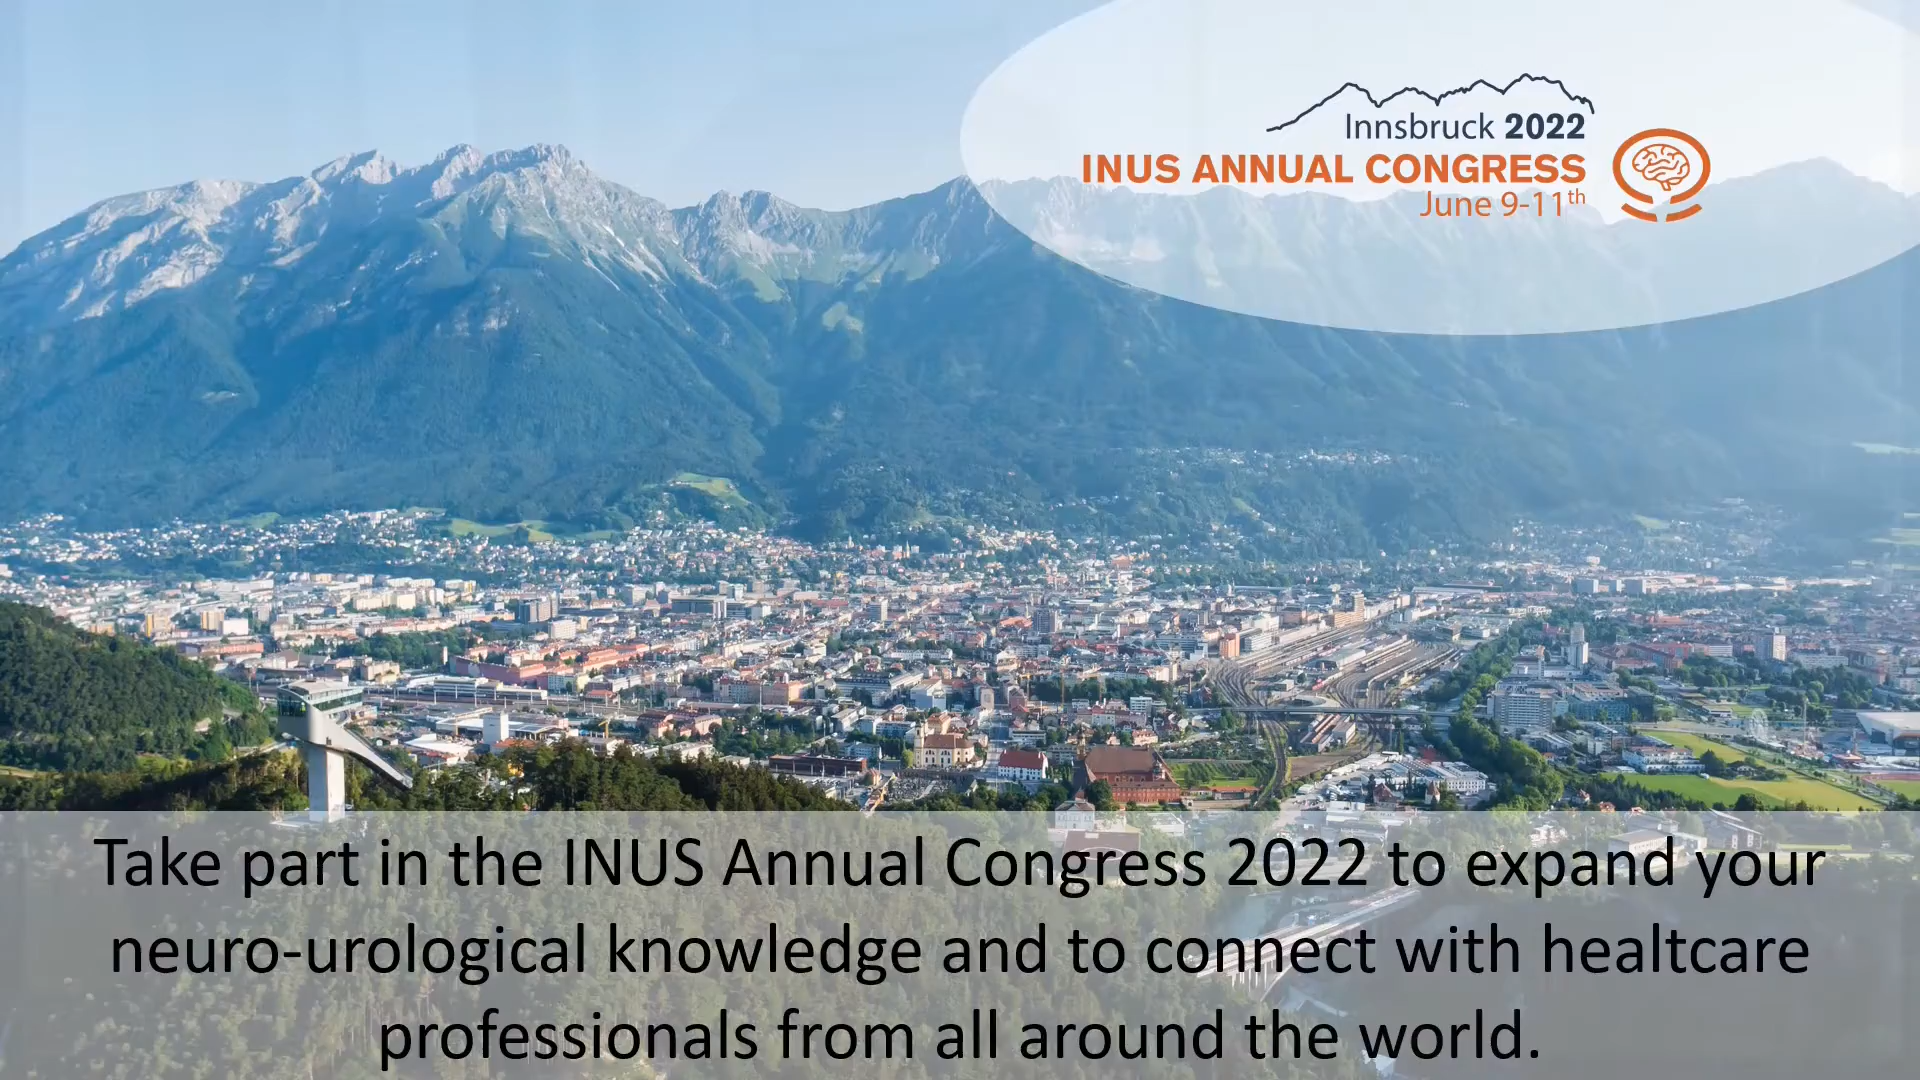 Innsbruck 2022
INUS ANNUAL CONGRESS
June 9-11th
Take part in the INUS Annual Congress 2022 to expand your
neuro-urological knowledge and to connect with healtcare
professionals from all around the world.